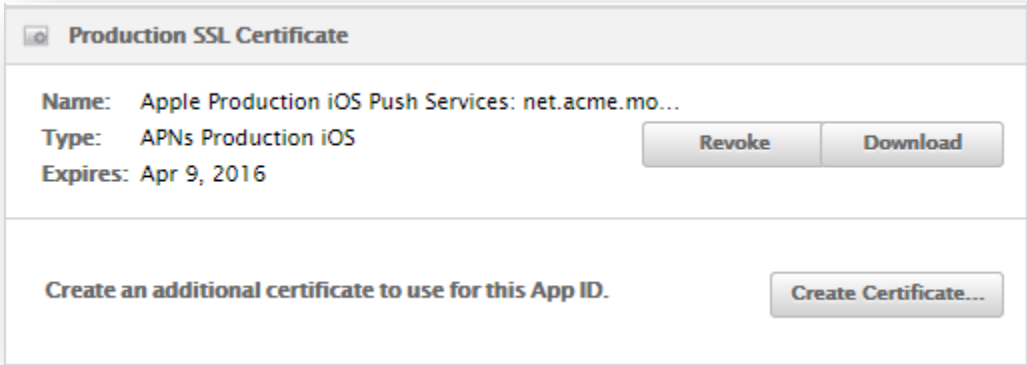 Production SSL Certificate
Name: Apple Production iOS Push Services: net.acme.mo...
Type: APNs Production iOS
Revoke Download
Expires: Apr 9, 2016
Create an additional certificate to use for this App ID.
Create Certificate...